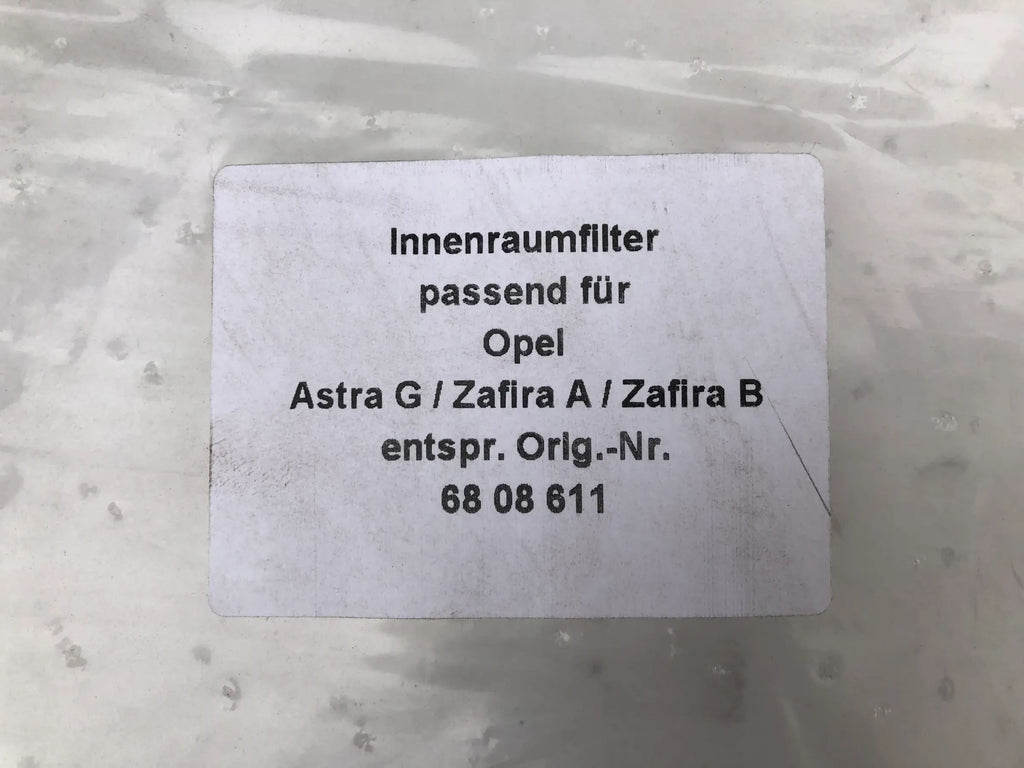 Innenraumfilter
passend für
Opel
Astra G / Zafira A / Zafira B
entspr. Orig.-Nr.
68 08 611